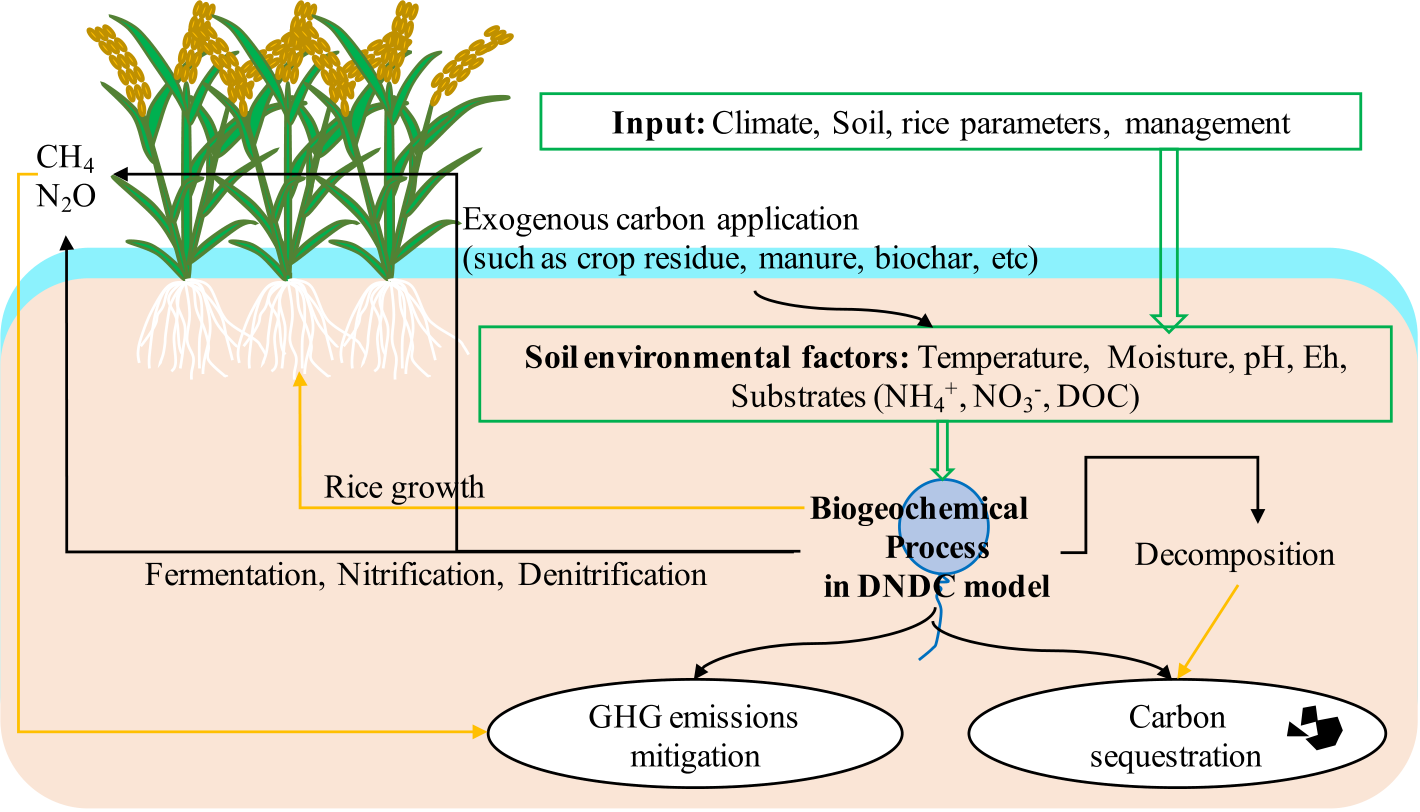 Input: Climate, Soil, rice parameters, management
CH₄
N₂O
Exogenous carbon application
(such as crop residue, manure, biochar, etc)
Soil environmental factors: Temperature, Moisture, pH, Eh,
Substrates (NH₄⁺, NO₃⁻, DOC)
Rice growth
Biogeochemical
Process
in DNDC model
Decomposition
Fermentation, Nitrification, Denitrification
GHG emissions
mitigation
Carbon
sequestration